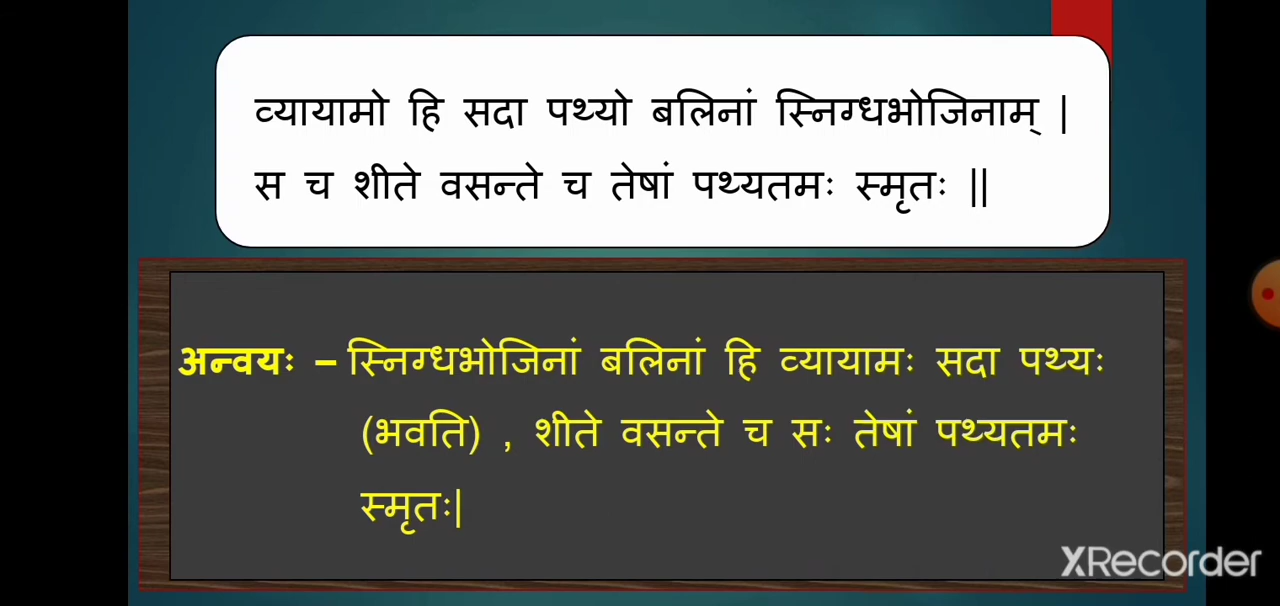 व्यायामो हि सदा पथ्यो बलिनां स्निग्धभोजिनाम् |
स च शीते वसन्ते च तेषां पथ्यतमः स्मृतः ||
अन्वयः – स्निग्धभोजिनां बलिनां हि व्यायामः सदा पथ्यः
(भवति) , शीते वसन्ते च सः तेषां पथ्यतमः
स्मृतः|
XRecorder